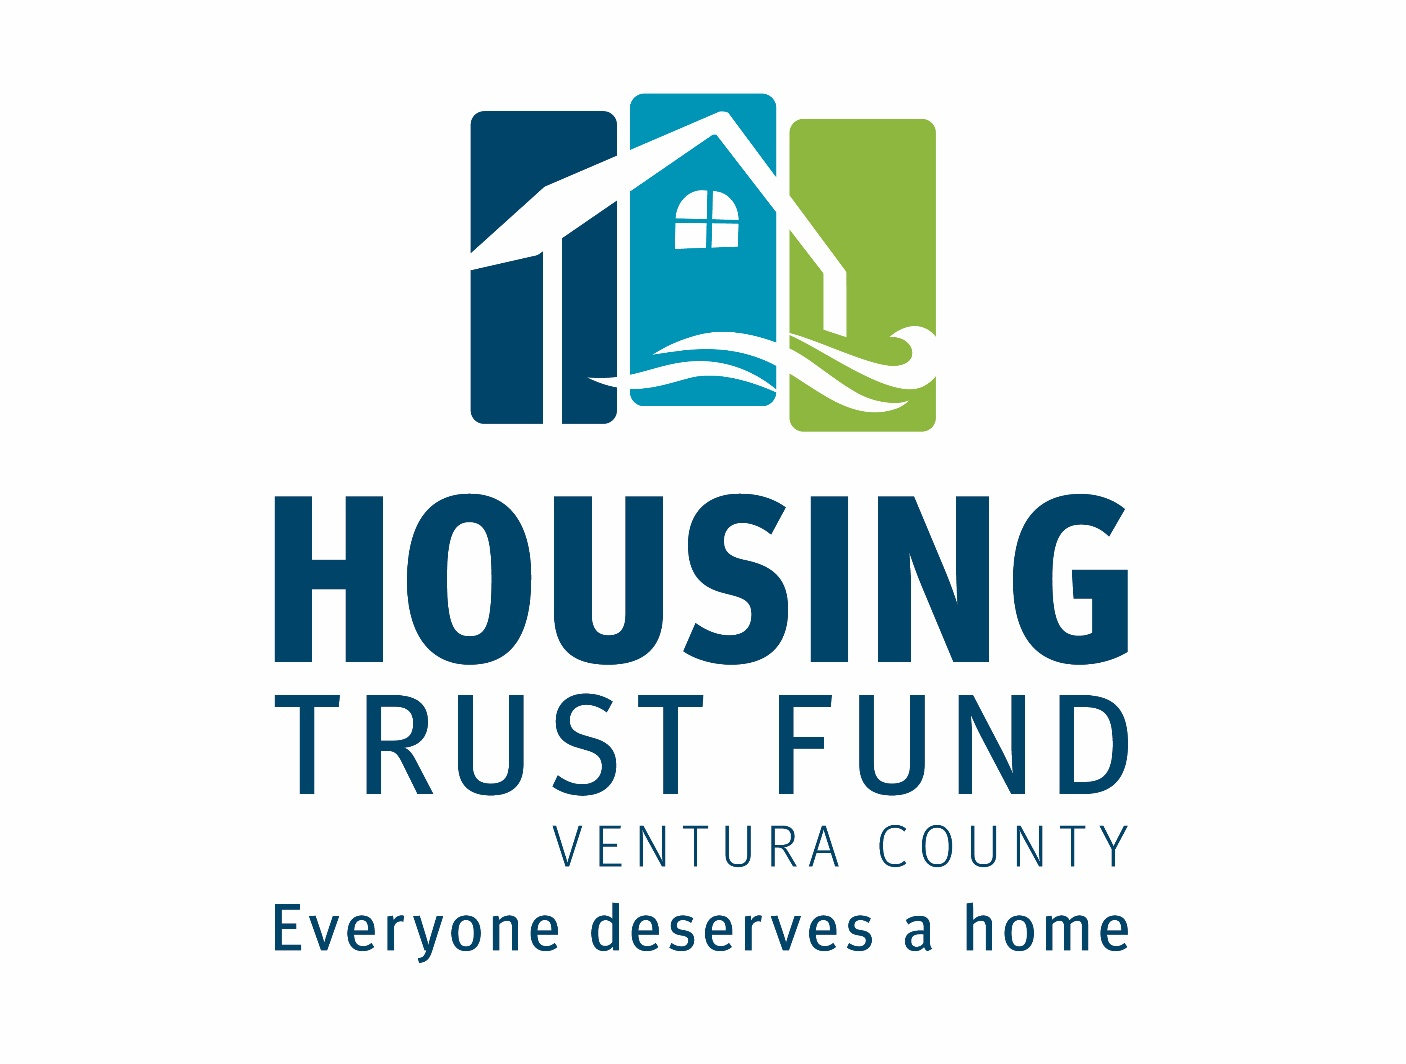 HOUSING
TRUST FUND
VENTURA COUNTY
Everyone deserves a home